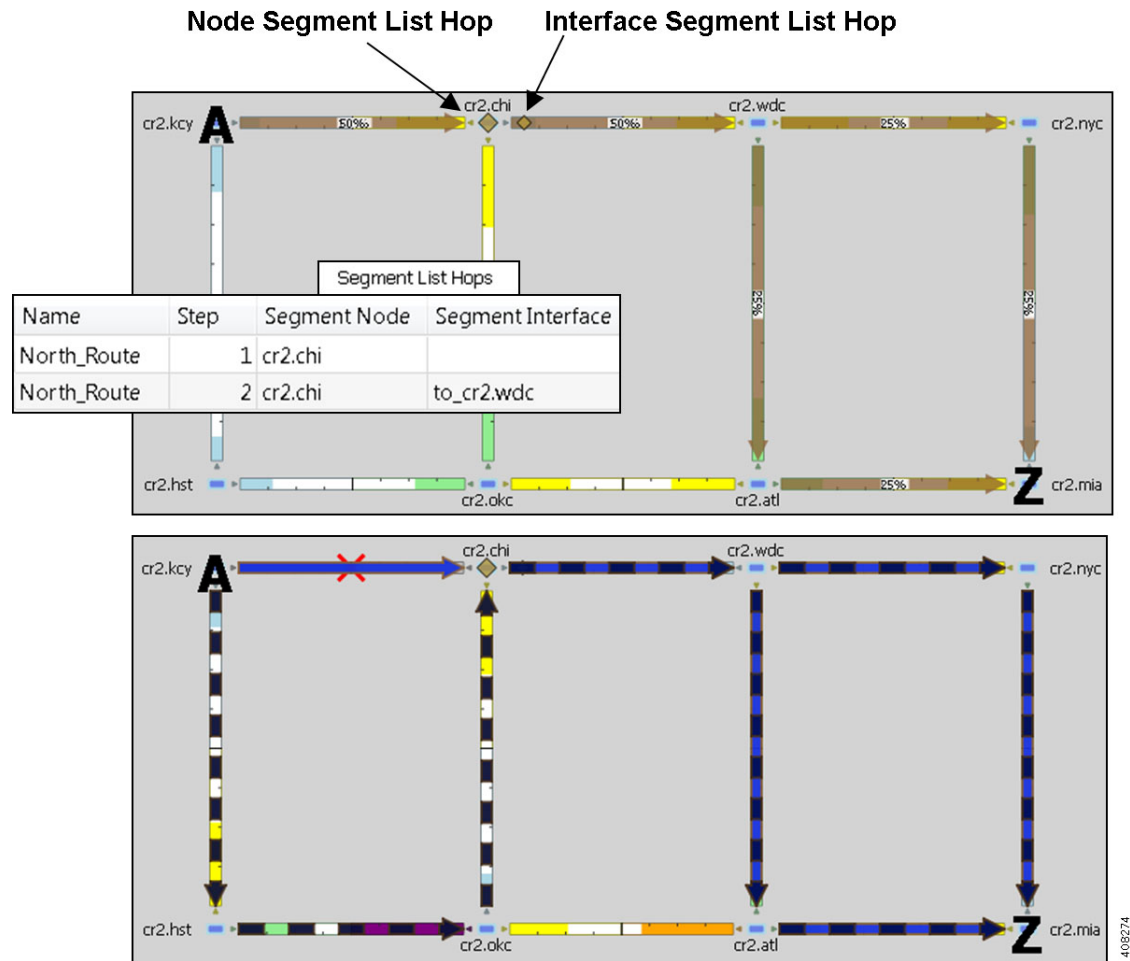 Node Segment List Hop Interface Segment List Hop
cr2.chi cr2.wdc
cr2.kcy A 50% 50% 25% cr2.nyc
25% 25%
Segment List Hops
Name Step Segment Node Segment Interface
North_Route 1 cr2.chi
North_Route 2 cr2.chi to_cr2.wdc
cr2.hst 25% Z cr2.mia
cr2.okc cr2.atl
cr2.chi cr2.wdc
cr2.kcy A cr2.nyc
cr2.hst Z cr2.mia
cr2.okc cr2.atl
408274